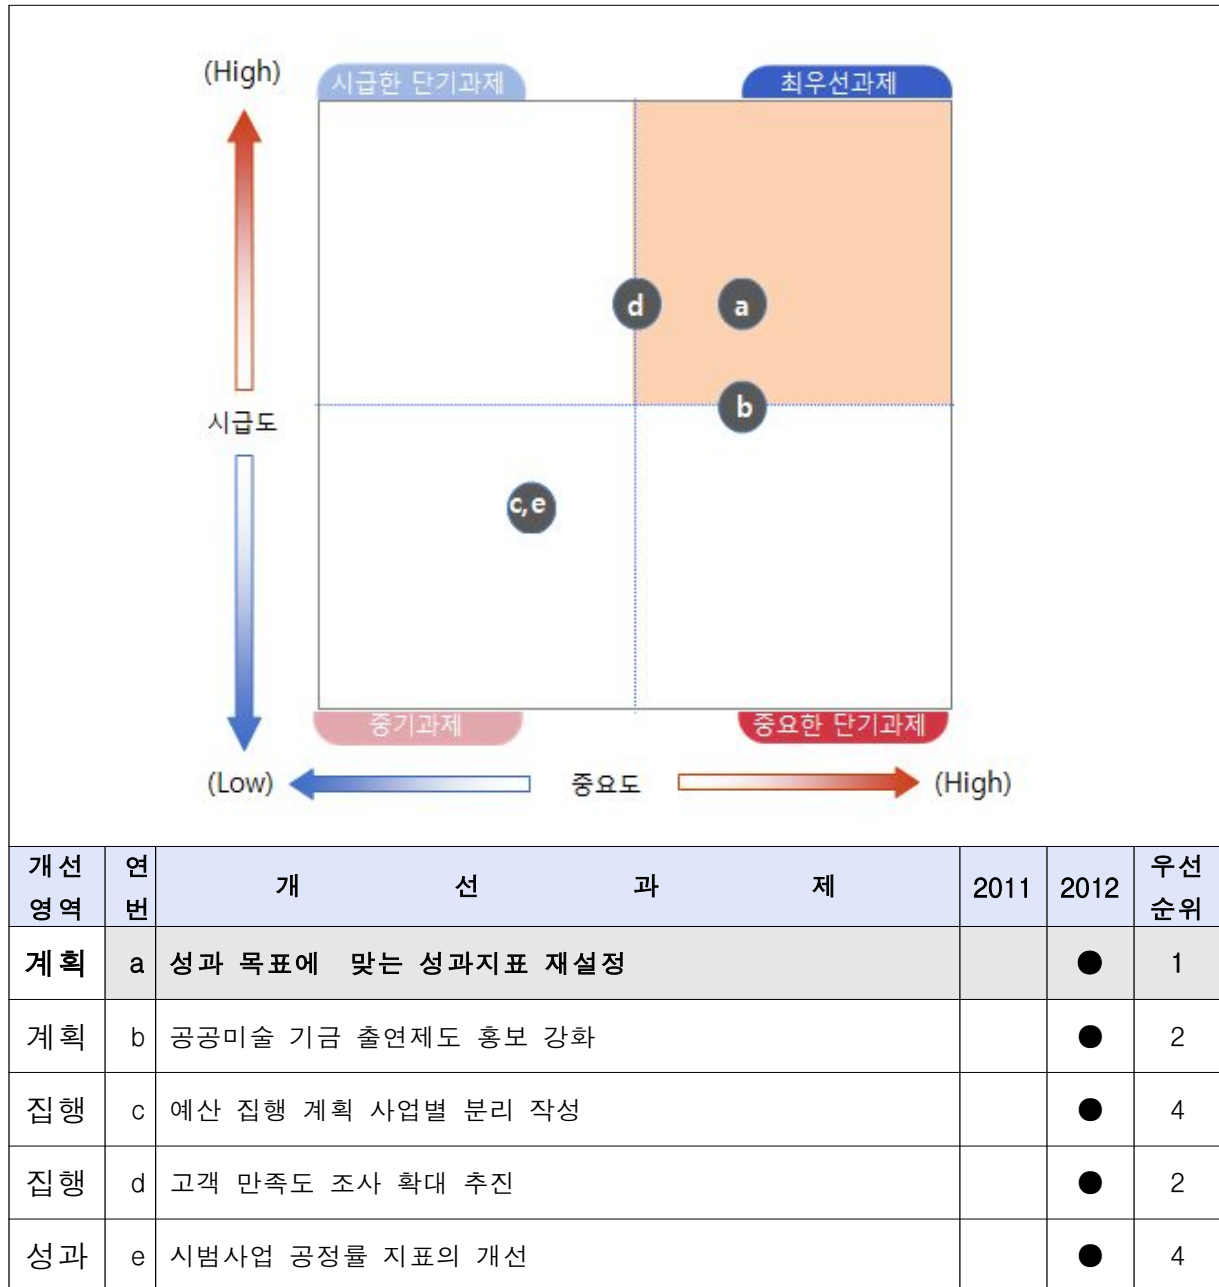 (High)
시급한 단기과제
최우선과제
d
a
b
시급도
c,e
중기과제
중요한 단기과제
(Low)
중요도
(High)
개선 영역 연번 개 선 과 제 2011 2012 우선 순위
계획 a 성과 목표에 맞는 성과지표 재설정 ● 1
계획 b 공공미술 기금 출연제도 홍보 강화 ● 2
집행 c 예산 집행 계획 사업별 분리 작성 ● 4
집행 d 고객 만족도 조사 확대 추진 ● 2
성과 e 시범사업 공정률 지표의 개선 ● 4